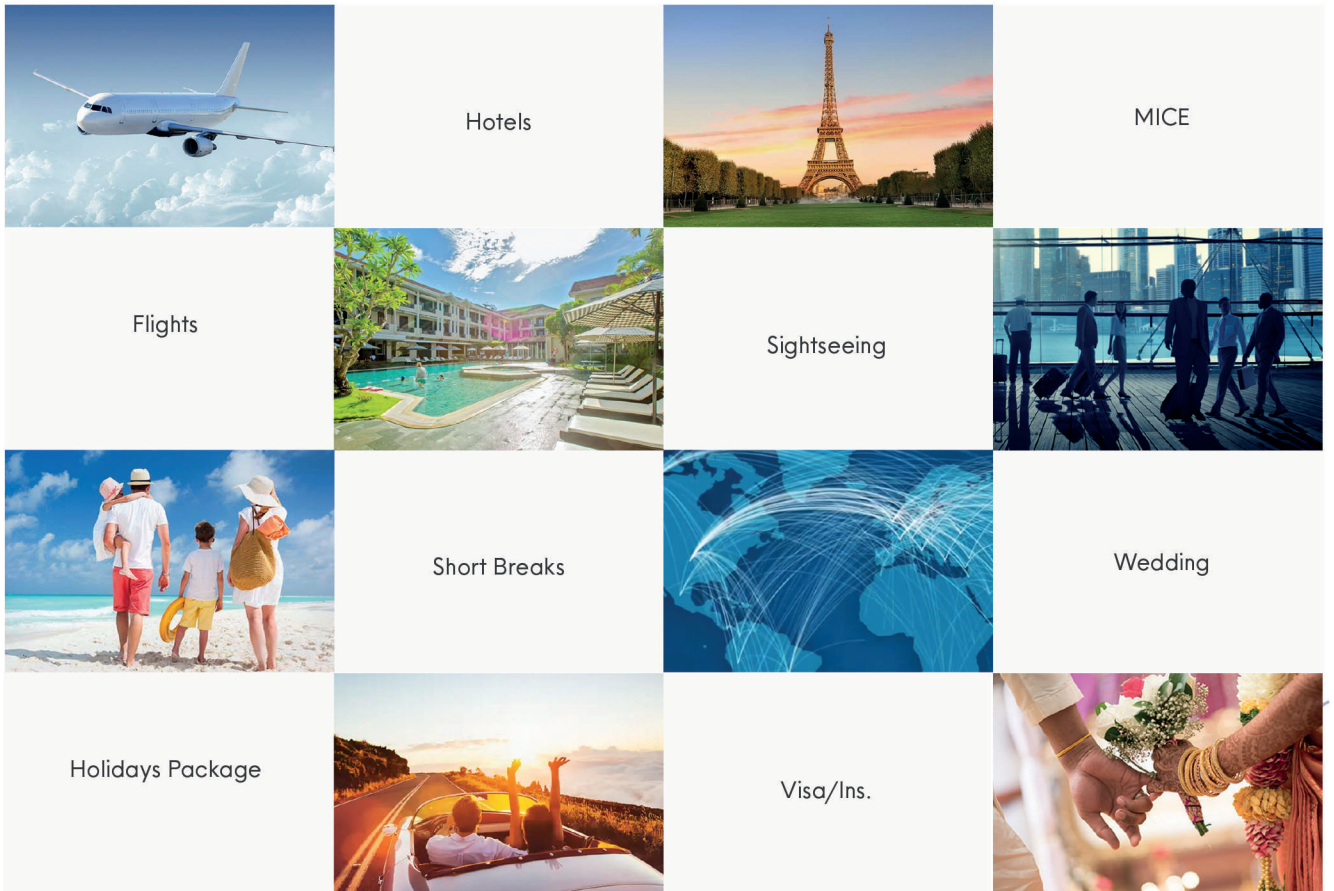 Hotels
MICE
Flights
Sightseeing
Short Breaks
Wedding
Holidays Package
Visa/Ins.